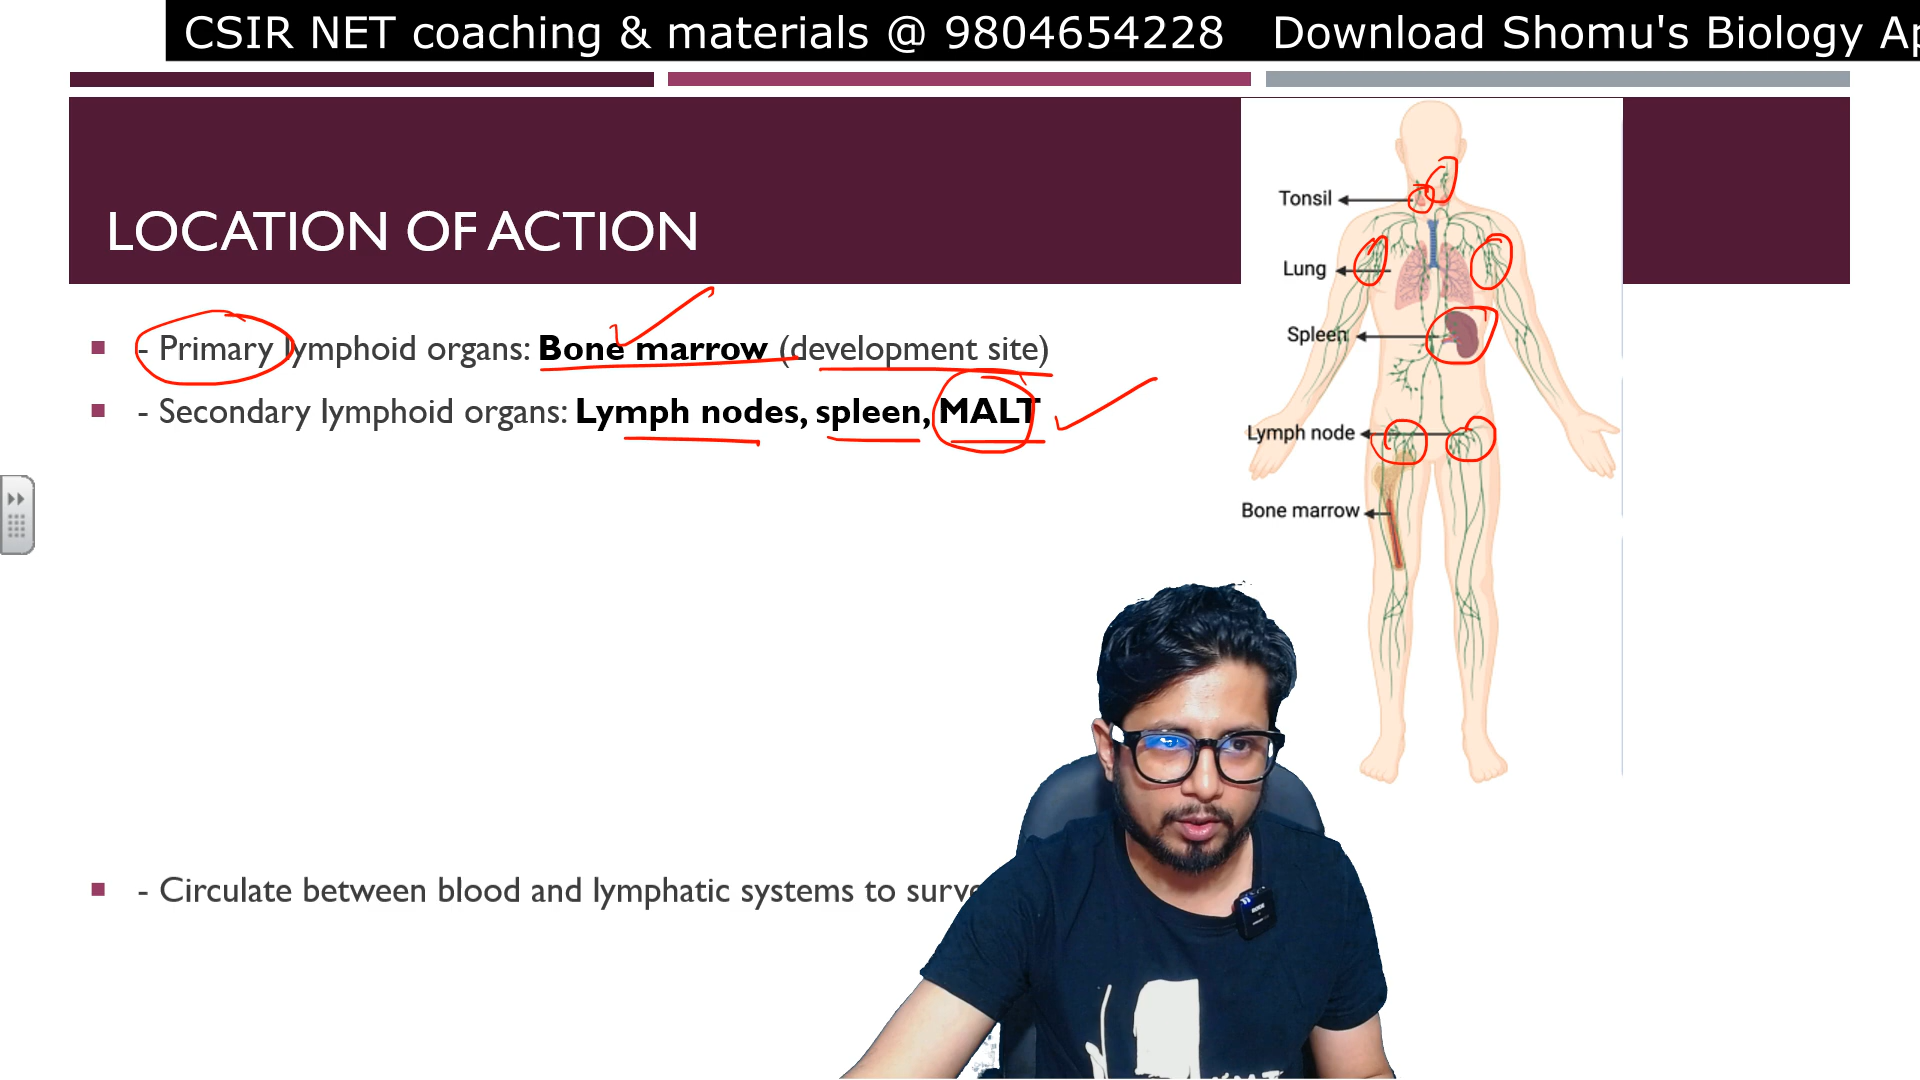 CSIR NET coaching & materials @ 9804654228 Download Shomu's Biology
LOCATION OF ACTION
- Primary lymphoid organs: Bone marrow (development site)
- Secondary lymphoid organs: Lymph nodes, spleen, MALT
- Circulate between blood and lymphatic systems to
Tonsil
Lung
Spleen
Lymph node
Bone marrow